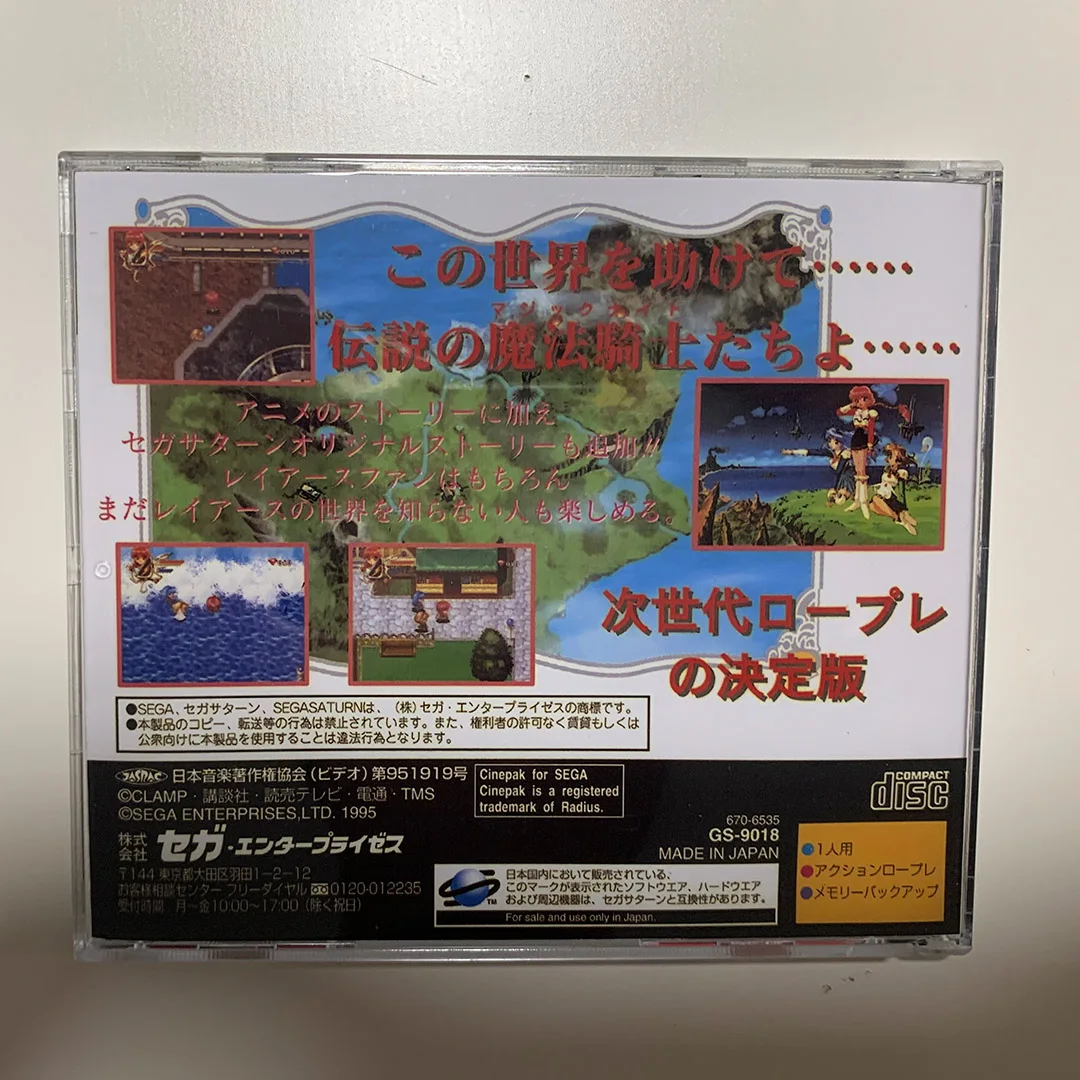 この世界を助けて……
マジックナイト
伝説の魔法騎士たちよ……
アニメのストーリーに加え
セガサターンオリジナルストーリーも追加!!
レイアースファンはもちろん
まだレイアースの世界を知らない人も楽しめる。
次世代ロープレ
の決定版
●SEGA、セガサターン、SEGASATURNは、(株)セガ・エンタープライゼスの商標です。
●本製品のコピー、転送等の行為は禁止されています。また、権利者の許可なく賃貸もしくは
公衆向けに本製品を使用することは違法行為となります。
JASRAC 日本音楽著作権協会(ビデオ)第951919号
©CLAMP・講談社・読売テレビ・電通・TMS
©SEGA ENTERPRISES,LTD. 1995
株式会社 セガ・エンタープライゼス
〒144 東京都大田区羽田1-2-12
お客様相談センター フリーダイヤル 0120-012235
受付時間 月〜金10:00〜17:00(除く祝日)
Cinepak for SEGA
Cinepak is a registered
trademark of Radius.
COMPACT
disc
670-6535
GS-9018
MADE IN JAPAN
日本国内において販売されている、
このマークが表示されたソフトウエア、ハードウエア
および周辺機器は、セガサターンと互換性があります。
TM
For sale and use only in Japan.
●1人用
●アクションロープレ
●メモリーバックアップ